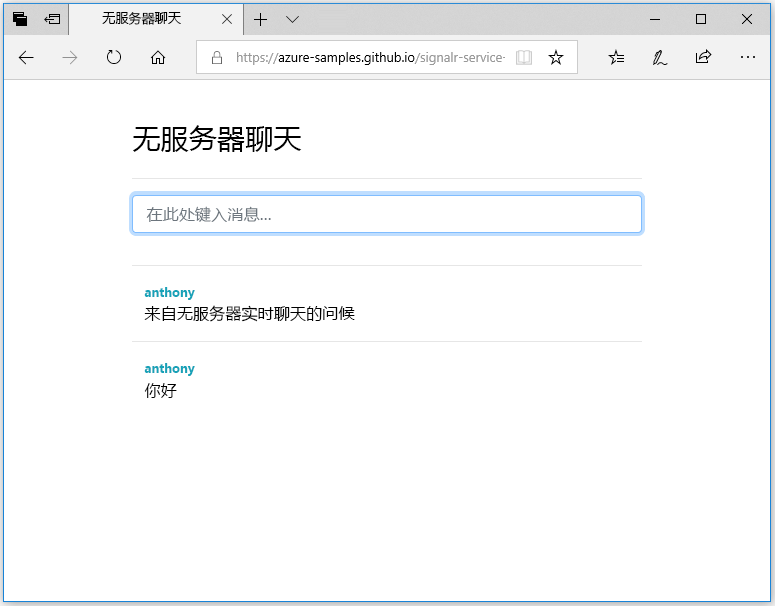 无服务器聊天
https://azure-samples.github.io/signalr-service-
无服务器聊天
在此处键入消息...
anthony
来自无服务器实时聊天的问候
anthony
你好